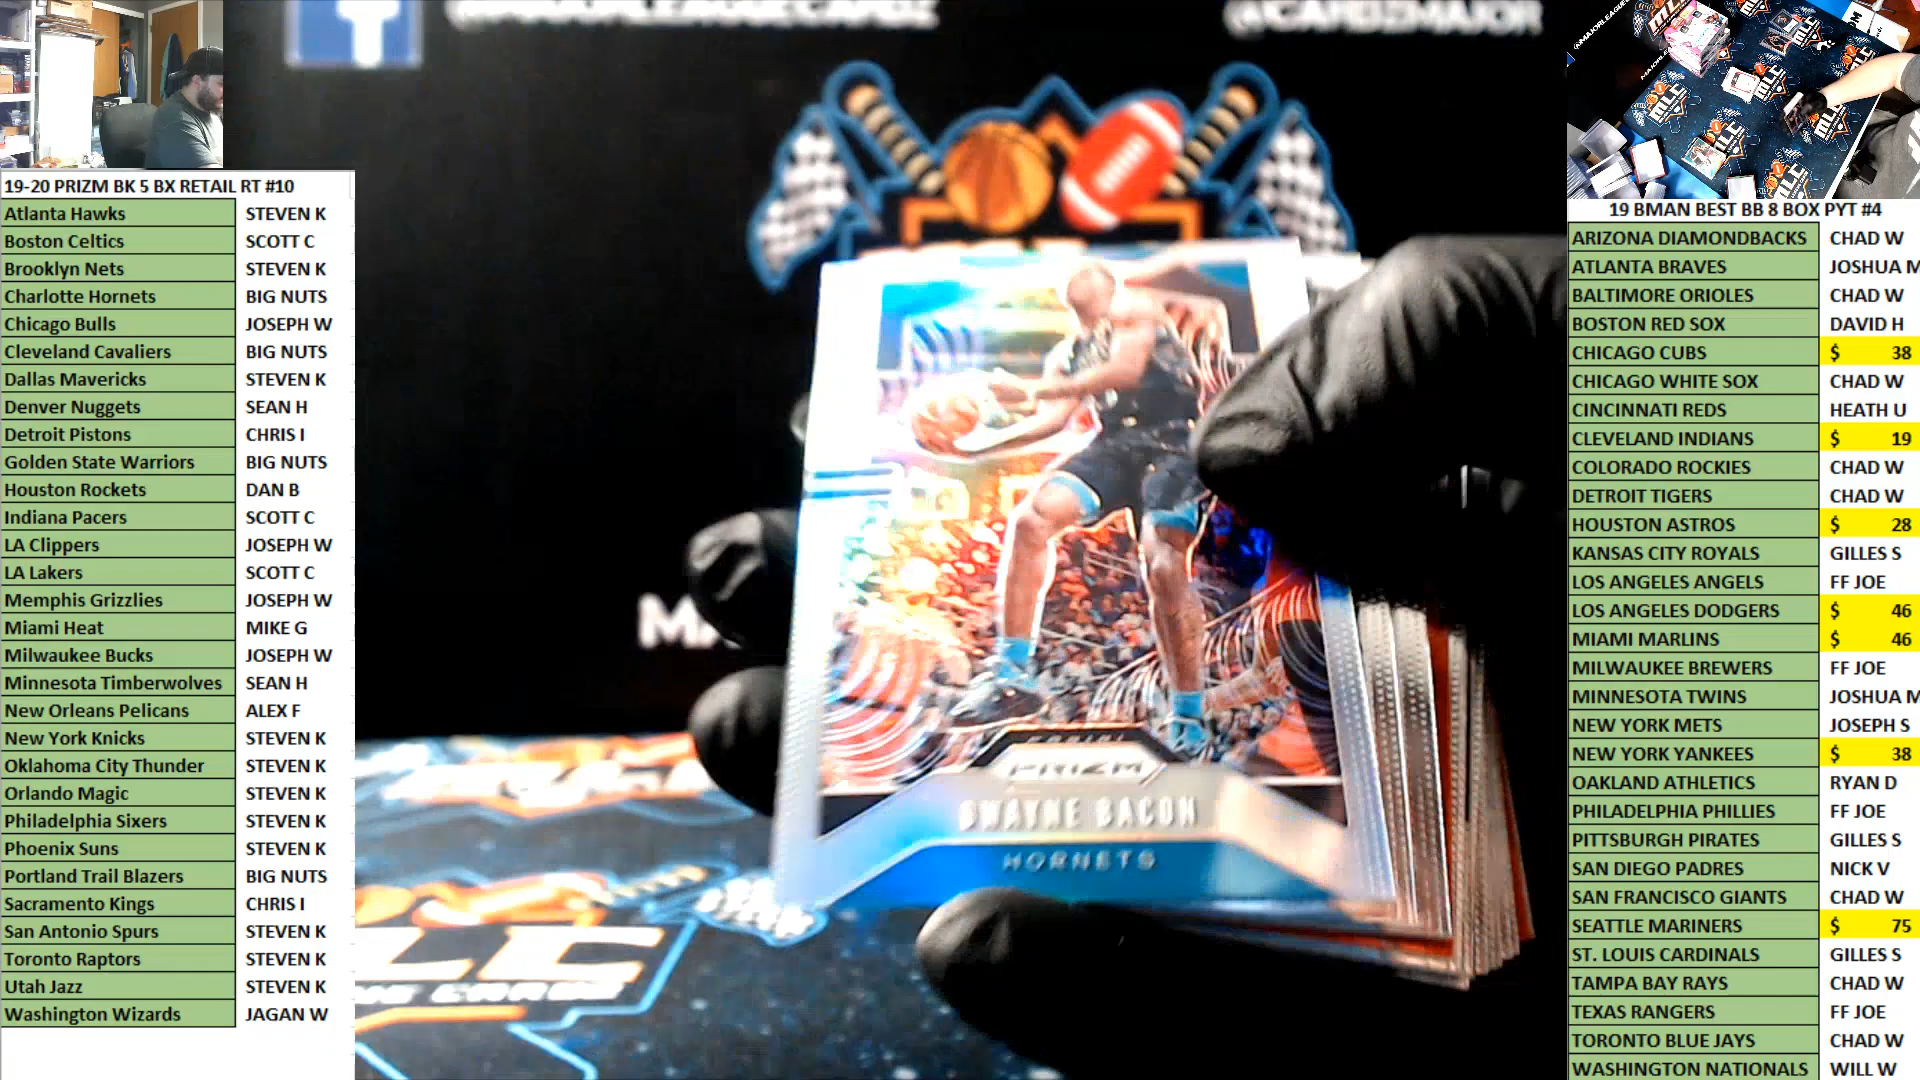 @MAJORLEAGUECARDZ
@CARDZMAJOR
19-20 PRIZM BK 5 BX RETAIL RT #10
Atlanta Hawks STEVEN K
Boston Celtics SCOTT C
Brooklyn Nets STEVEN K
Charlotte Hornets BIG NUTS
Chicago Bulls JOSEPH W
Cleveland Cavaliers BIG NUTS
Dallas Mavericks STEVEN K
Denver Nuggets SEAN H
Detroit Pistons CHRIS I
Golden State Warriors BIG NUTS
Houston Rockets DAN B
Indiana Pacers SCOTT C
LA Clippers JOSEPH W
LA Lakers SCOTT C
Memphis Grizzlies JOSEPH W
Miami Heat MIKE G
Milwaukee Bucks JOSEPH W
Minnesota Timberwolves SEAN H
New Orleans Pelicans ALEX F
New York Knicks STEVEN K
Oklahoma City Thunder STEVEN K
Orlando Magic STEVEN K
Philadelphia Sixers STEVEN K
Phoenix Suns STEVEN K
Portland Trail Blazers BIG NUTS
Sacramento Kings CHRIS I
San Antonio Spurs STEVEN K
Toronto Raptors STEVEN K
Utah Jazz STEVEN K
Washington Wizards JAGAN W
PRIZM
DWAYNE BACON
HORNETS
19 BMAN BEST BB 8 BOX PYT #4
ARIZONA DIAMONDBACKS CHAD W
ATLANTA BRAVES JOSHUA M
BALTIMORE ORIOLES CHAD W
BOSTON RED SOX DAVID H
CHICAGO CUBS $ 38
CHICAGO WHITE SOX CHAD W
CINCINNATI REDS HEATH U
CLEVELAND INDIANS $ 19
COLORADO ROCKIES CHAD W
DETROIT TIGERS CHAD W
HOUSTON ASTROS $ 28
KANSAS CITY ROYALS GILLES S
LOS ANGELES ANGELS FF JOE
LOS ANGELES DODGERS $ 46
MIAMI MARLINS $ 46
MILWAUKEE BREWERS FF JOE
MINNESOTA TWINS JOSHUA M
NEW YORK METS JOSEPH S
NEW YORK YANKEES $ 38
OAKLAND ATHLETICS RYAN D
PHILADELPHIA PHILLIES FF JOE
PITTSBURGH PIRATES GILLES S
SAN DIEGO PADRES NICK V
SAN FRANCISCO GIANTS CHAD W
SEATTLE MARINERS $ 75
ST. LOUIS CARDINALS GILLES S
TAMPA BAY RAYS CHAD W
TEXAS RANGERS FF JOE
TORONTO BLUE JAYS CHAD W
WASHINGTON NATIONALS WILL W